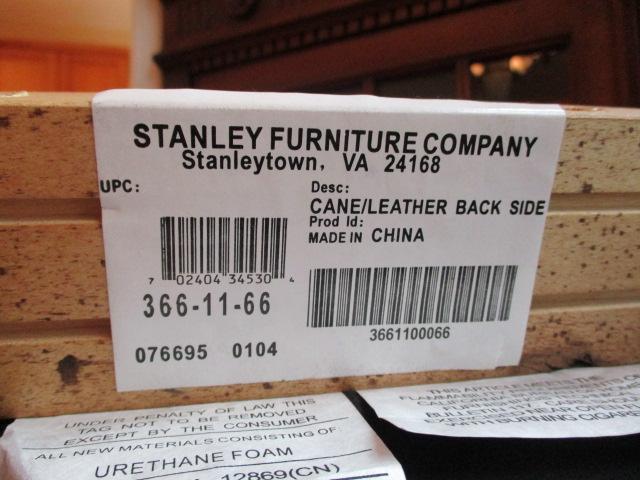 STANLEY FURNITURE COMPANY
Stanleytown, VA 24168
UPC:
7 02404 34530 4
366-11-66
076695 0104
Desc:
CANE/LEATHER BACK SIDE
Prod Id:
MADE IN CHINA
3661100066
UNDER PENALTY OF LAW THIS
TAG NOT TO BE REMOVED
EXCEPT BY THE CONSUMER
ALL NEW MATERIALS CONSISTING OF
URETHANE FOAM
12869(CN)